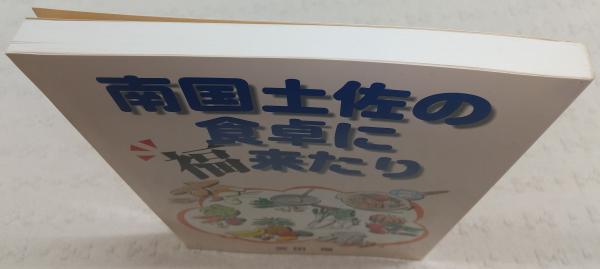 南国土佐の
食卓に
福来たり